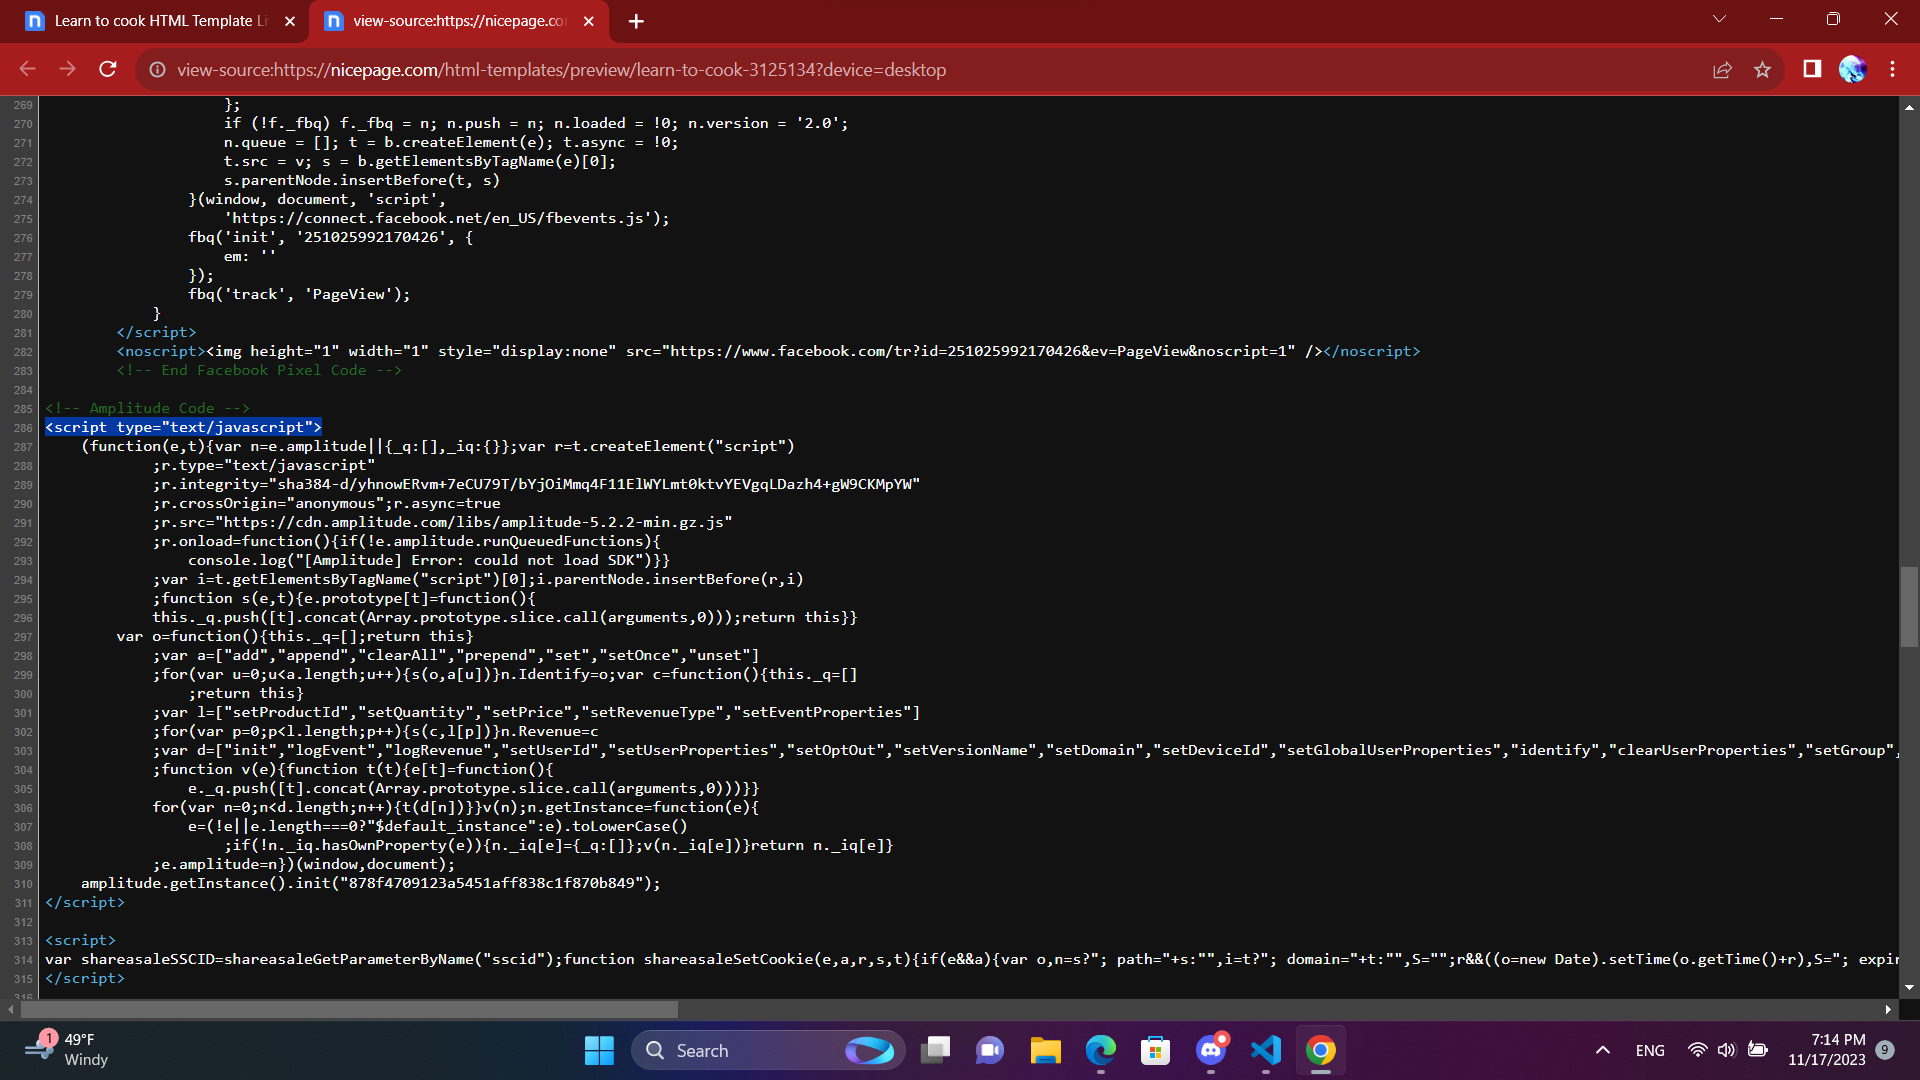 Learn to cook HTML Template Li
view-source:https://nicepage.co
view-source:https://nicepage.com/html-templates/preview/learn-to-cook-3125134?device=desktop
269 };
270 if (!f._fbq) f._fbq = n; n.push = n; n.loaded = !0; n.version = '2.0';
271 n.queue = []; t = b.createElement(e); t.async = !0;
272 t.src = v; s = b.getElementsByTagName(e)[0];
273 s.parentNode.insertBefore(t, s)
274 }(window, document, 'script',
275 'https://connect.facebook.net/en_US/fbevents.js');
276 fbq('init', '251025992170426', {
277 em: ''
278 });
279 fbq('track', 'PageView');
280 }
281 </script>
282 <noscript><img height="1" width="1" style="display:none" src="https://www.facebook.com/tr?id=251025992170426&ev=PageView&noscript=1" /></noscript>
283 <!-- End Facebook Pixel Code -->
284
285 <!-- Amplitude Code -->
286 <script type="text/javascript">
287 (function(e,t){var n=e.amplitude||{_q:[],_iq:{}};var r=t.createElement("script")
288 ;r.type="text/javascript"
289 ;r.integrity="sha384-d/yhnowERvm+7eCU79T/bYjOiMmq4F11ElWYLmt0ktvYEVgqLDazh4+gW9CKMpYW"
290 ;r.crossOrigin="anonymous";r.async=true
291 ;r.src="https://cdn.amplitude.com/libs/amplitude-5.2.2-min.gz.js"
292 ;r.onload=function(){if(!e.amplitude.runQueuedFunctions){
293 console.log("[Amplitude] Error: could not load SDK")}}
294 ;var i=t.getElementsByTagName("script")[0];i.parentNode.insertBefore(r,i)
295 ;function s(e,t){e.prototype[t]=function(){
296 this._q.push([t].concat(Array.prototype.slice.call(arguments,0)));return this}}
297 var o=function(){this._q=[];return this}
298 ;var a=["add","append","clearAll","prepend","set","setOnce","unset"]
299 ;for(var u=0;u<a.length;u++){s(o,a[u])}n.Identify=o;var c=function(){this._q=[]
300 ;return this}
301 ;var l=["setProductId","setQuantity","setPrice","setRevenueType","setEventProperties"]
302 ;for(var p=0;p<l.length;p++){s(c,l[p])}n.Revenue=c
303 ;var d=["init","logEvent","logRevenue","setUserId","setUserProperties","setOptOut","setVersionName","setDomain","setDeviceId","setGlobalUserProperties","identify","clearUserProperties","setGroup",
304 ;function v(e){function t(t){e[t]=function(){
305 e._q.push([t].concat(Array.prototype.slice.call(arguments,0)))}}
306 for(var n=0;n<d.length;n++){t(d[n])}}v(n);n.getInstance=function(e){
307 e=(!e||e.length===0?"$default_instance":e).toLowerCase()
308 ;if(!n._iq.hasOwnProperty(e)){n._iq[e]={_q:[]};v(n._iq[e])}return n._iq[e]}
309 ;e.amplitude=n})(window,document);
310 amplitude.getInstance().init("878f4709123a5451aff838c1f870b849");
311 </script>
312
313 <script>
314 var shareasaleSSCID=shareasaleGetParameterByName("sscid");function shareasaleSetCookie(e,a,r,s,t){if(e&&a){var o,n=s?"; path="+s:"",i=t?"; domain="+t:"",S="";r&&((o=new Date).setTime(o.getTime()+r),S="; expir
315 </script>
316
1
49°F
Windy
Search
ENG
7:14 PM
11/17/2023
9